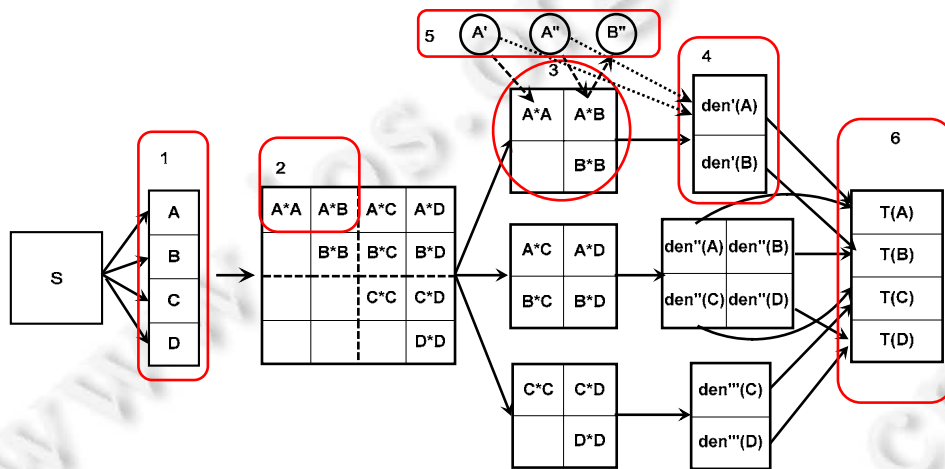 5 A' A'' B''
3
4
A*A A*B
B*B
den'(A)
den'(B)
1
A
B
C
D
S
2
A*A A*B A*C A*D
B*B B*C B*D
C*C C*D
D*D
A*C A*D
B*C B*D
den''(A) den''(B)
den''(C) den''(D)
C*C C*D
D*D
den'''(C)
den'''(D)
6
T(A)
T(B)
T(C)
T(D)